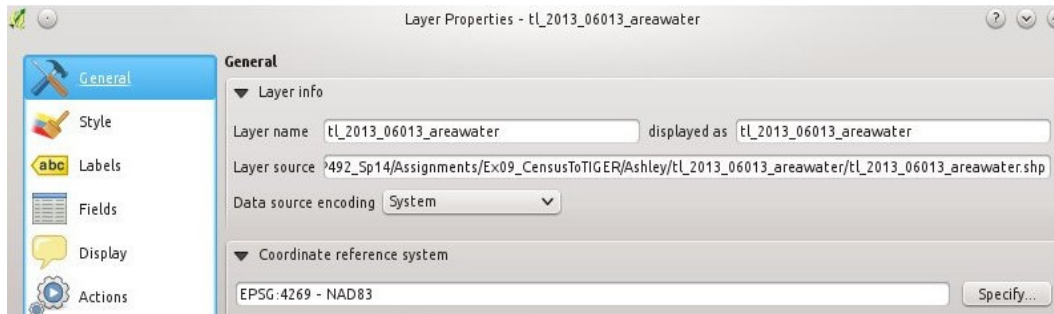 Layer Properties - tl_2013_06013_areawater
General
Style
Labels
Fields
Display
Actions
abc
General
Layer info
Layer name tl_2013_06013_areawater displayed as tl_2013_06013_areawater
Layer source 492_Sp14/Assignments/Ex09_CensusToTIGER/Ashley/tl_2013_06013_areawater/tl_2013_06013_areawater.shp
Data source encoding System
Coordinate reference system
EPSG:4269 - NAD83 Specify...